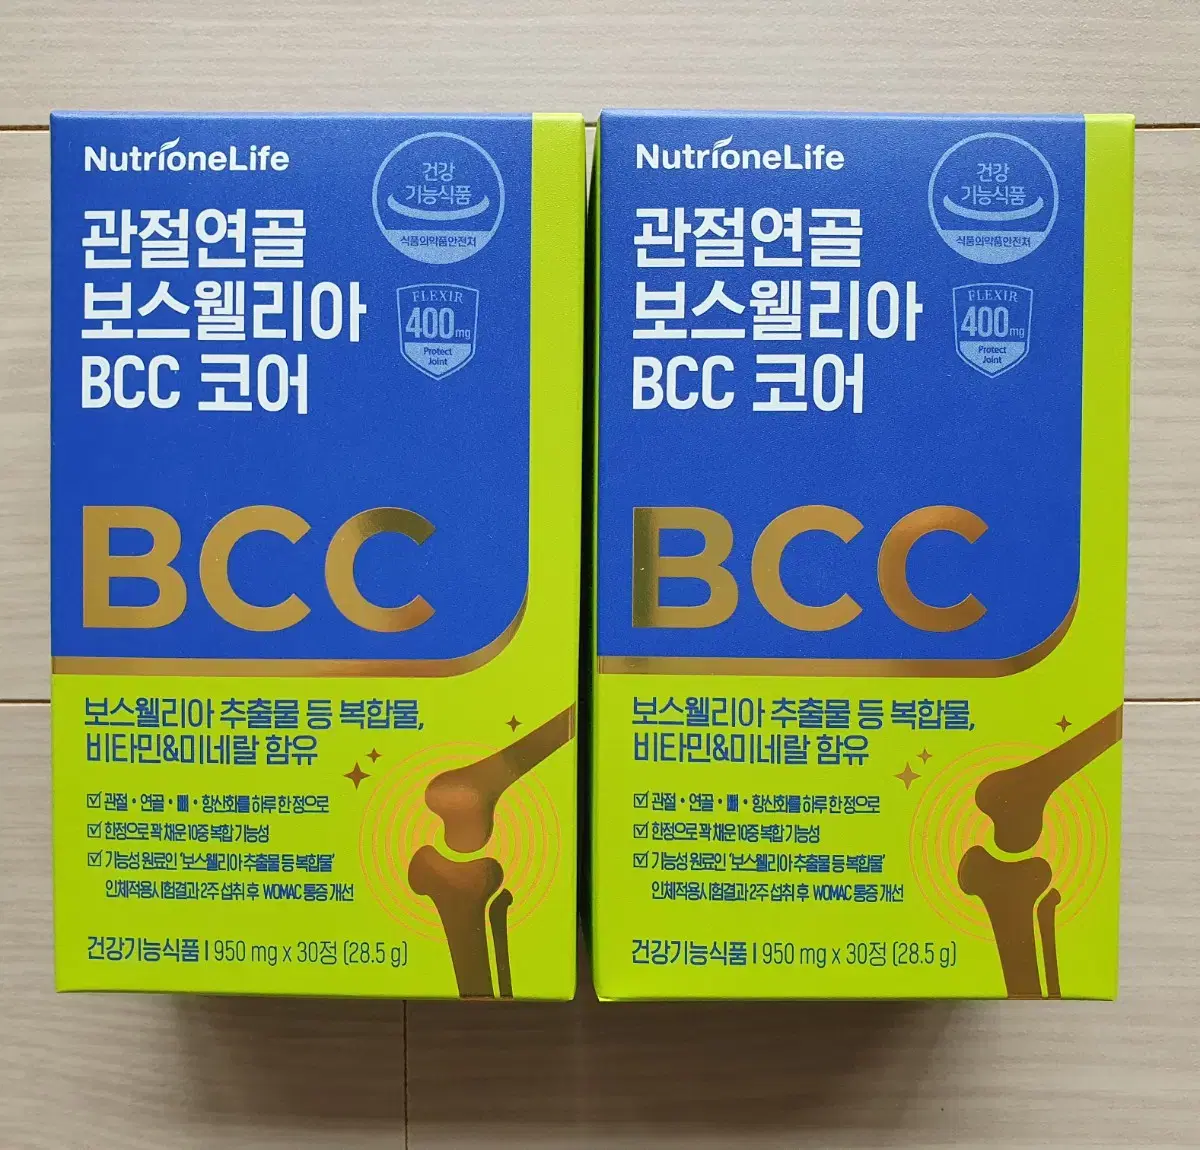 NutrioneLife
건강
기능식품
식품의약품안전처
관절연골
보스웰리아
BCC 코어
FLEXIR
400mg
Protect
Joint
BCC
보스웰리아 추출물 등 복합물,
비타민&미네랄 함유
관절・연골・뼈・항산화를 하루 한 정으로
한정으로 꽉 채운 10중 복합 기능성
기능성 원료인 '보스웰리아 추출물 등 복합물'
인체적용시험결과 2주 섭취 후 WOMAC 통증 개선
건강기능식품 | 950 mg x 30정 (28.5 g)
NutrioneLife
건강
기능식품
식품의약품안전처
관절연골
보스웰리아
BCC 코어
FLEXIR
400mg
Protect
Joint
BCC
보스웰리아 추출물 등 복합물,
비타민&미네랄 함유
관절・연골・뼈・항산화를 하루 한 정으로
한정으로 꽉 채운 10중 복합 기능성
기능성 원료인 '보스웰리아 추출물 등 복합물'
인체적용시험결과 2주 섭취 후 WOMAC 통증 개선
건강기능식품 | 950 mg x 30정 (28.5 g)